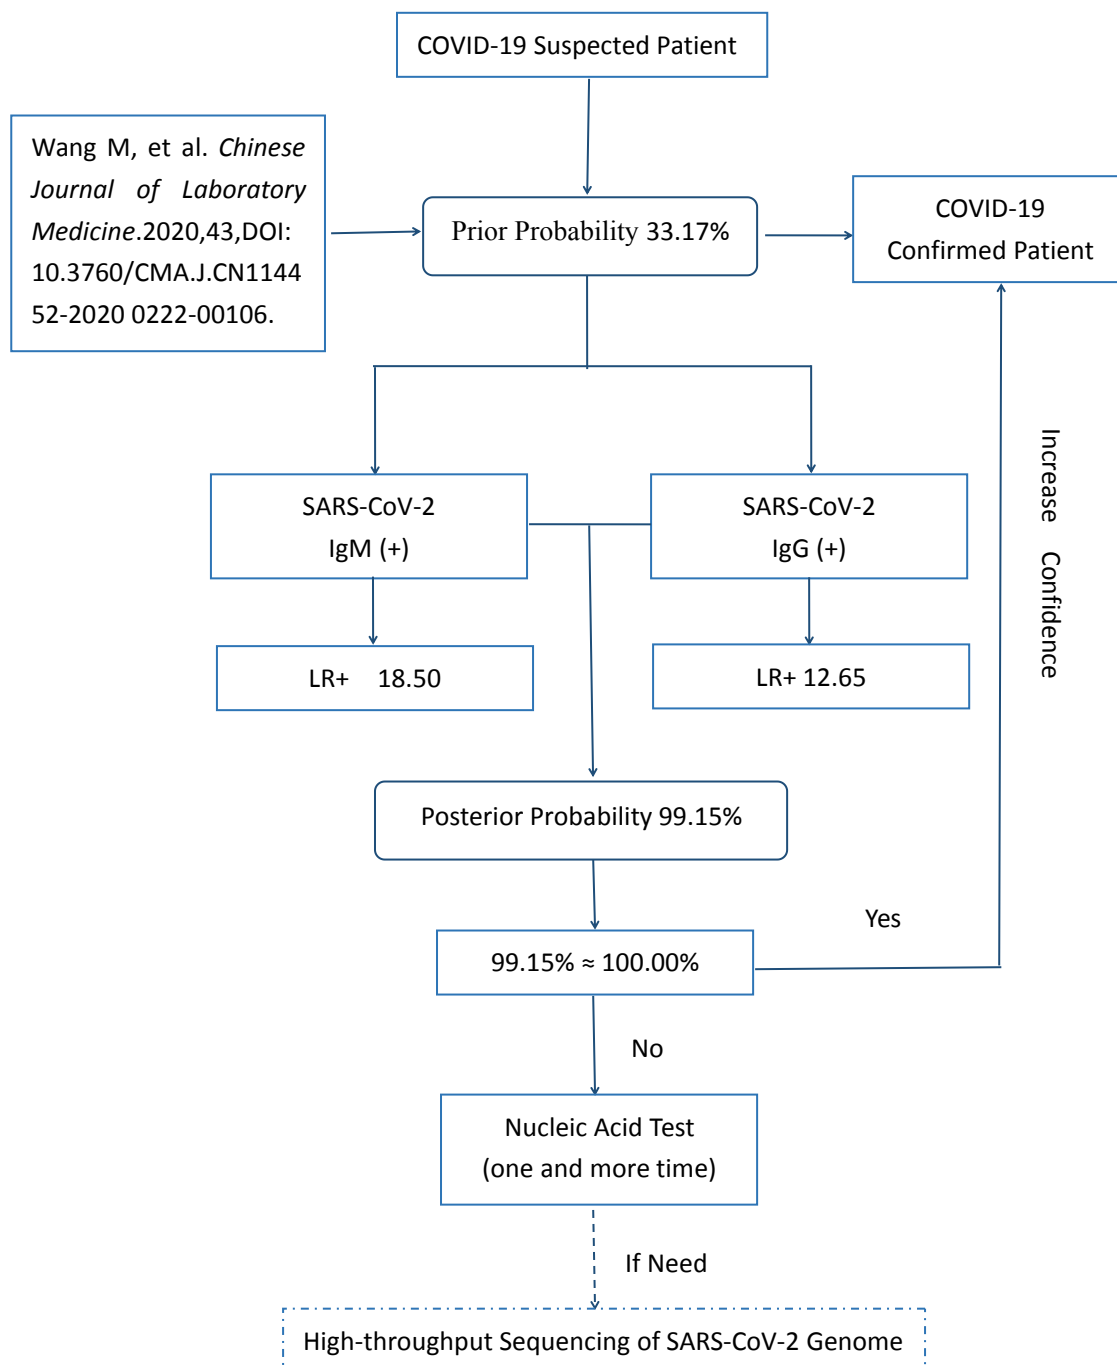 COVID-19 Suspected Patient
Wang M, et al. Chinese
Journal of Laboratory
Medicine.2020,43,DOI:
10.3760/CMA.J.CN1144
52-2020 0222-00106.
Prior Probability 33.17%
COVID-19
Confirmed Patient
SARS-CoV-2
IgM (+)
SARS-CoV-2
IgG (+)
Increase Confidence
LR+ 18.50
LR+ 12.65
Posterior Probability 99.15%
Yes
99.15% ≈ 100.00%
No
Nucleic Acid Test
(one and more time)
If Need
High-throughput Sequencing of SARS-CoV-2 Genome